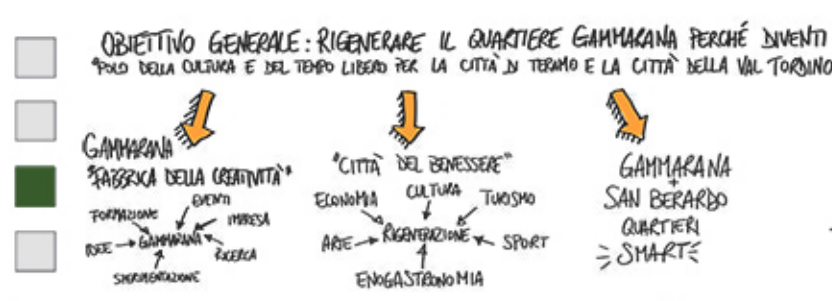 OBIETTIVO GENERALE: RIGENERARE IL QUARTIERE GAMMARANA PERCHÉ DIVENTI
"POLO DELLA CULTURA E DEL TEMPO LIBERO PER LA CITTÀ DI TERAMO E LA CITTÀ DELLA VAL TORDINO
GAMMARANA
"FABBRICA DELLA CREATIVITÀ"
EVENTI
FORMAZIONE
IMPRESA
IDEE
GAMMARANA
RICERCA
SPERIMENTAZIONE
"CITTÀ DEL BENESSERE"
ECONOMIA
CULTURA
TURISMO
ARTE
RIGENERAZIONE
SPORT
ENOGASTRONOMIA
GAMMARANA
+
SAN BERARDO
QUARTIERI
SMART